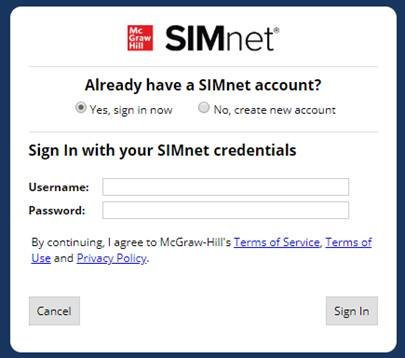 Mc
Graw
Hill
SIMnet®
Already have a SIMnet account?
Yes, sign in now No, create new account
Sign In with your SIMnet credentials
Username:
Password:
By continuing, I agree to McGraw-Hill's Terms of Service, Terms of
Use and Privacy Policy.
Cancel Sign In